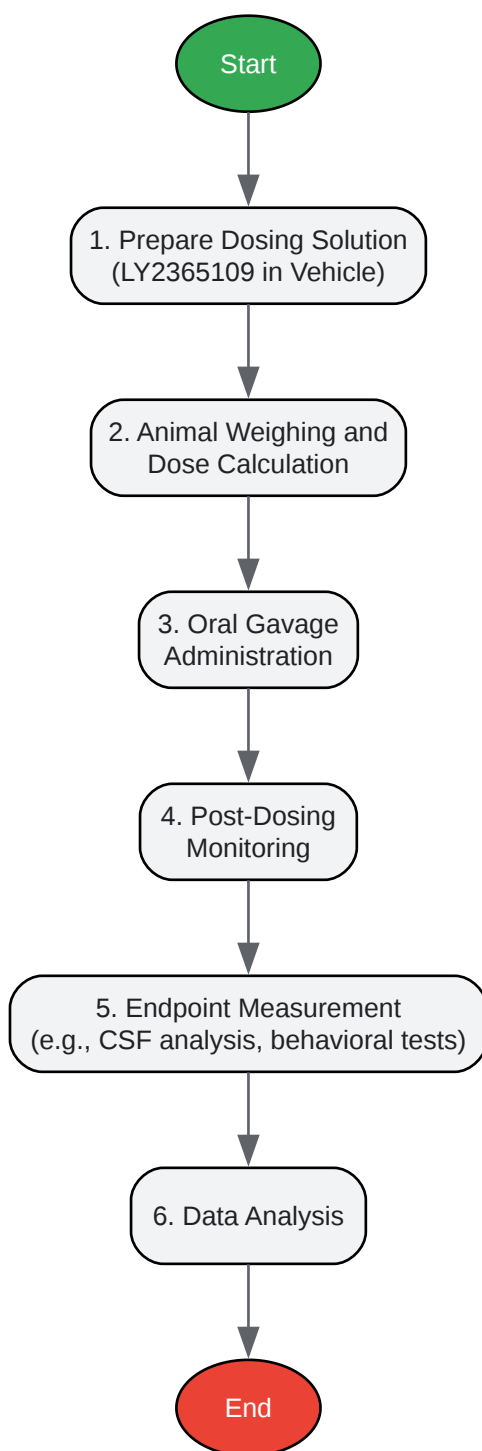 Start
1. Prepare Dosing Solution
(LY2365109 in Vehicle)
2. Animal Weighing and
Dose Calculation
3. Oral Gavage
Administration
4. Post-Dosing
Monitoring
5. Endpoint Measurement
(e.g., CSF analysis, behavioral tests)
6. Data Analysis
End